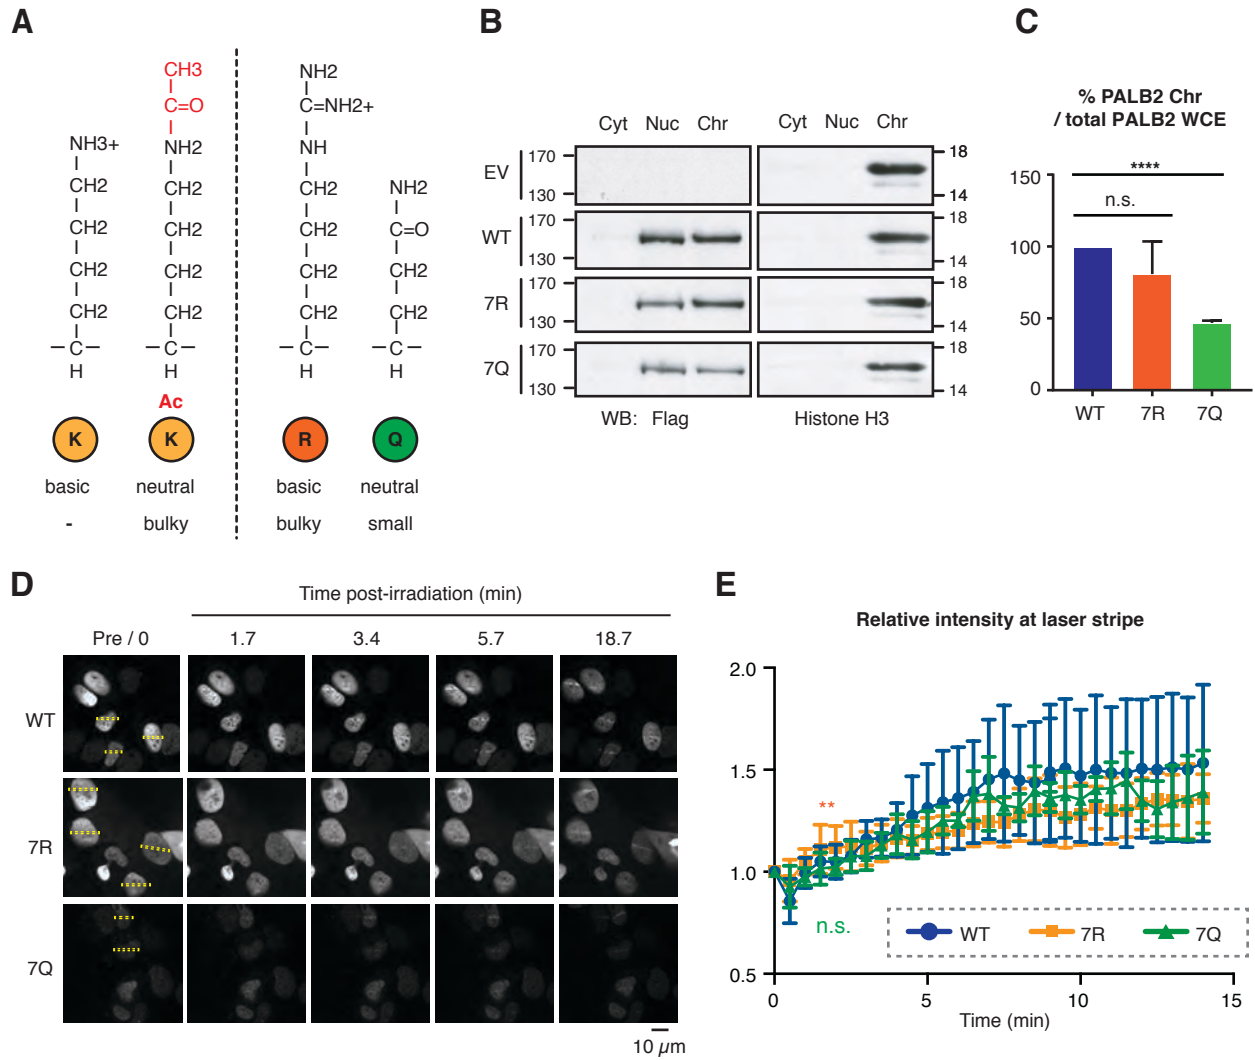 A
CH3
C=O
NH3+
NH2
CH2
CH2
CH2
CH2
CH2
CH2
CH2
CH2
C
C
H
H
Ac
K
K
basic
neutral
-
bulky
NH2
C=NH2+
NH
CH2
NH2
CH2
C=O
CH2
CH2
CH2
C
C
H
H
R
Q
basic
neutral
bulky
small
B
Cyt Nuc Chr
Cyt Nuc Chr
EV
170
130
18
14
WT
170
130
18
14
7R
170
130
18
14
7Q
170
130
18
14
WB: Flag
Histone H3
C
% PALB2 Chr
/ total PALB2 WCE
150
100
50
0
****
n.s.
WT
7R
7Q
D
Time post-irradiation (min)
Pre / 0
1.7
3.4
5.7
18.7
WT
7R
7Q
10 µm
E
Relative intensity at laser stripe
2.0
1.5
1.0
0.5
**
n.s.
WT
7R
7Q
0
5
10
15
Time (min)